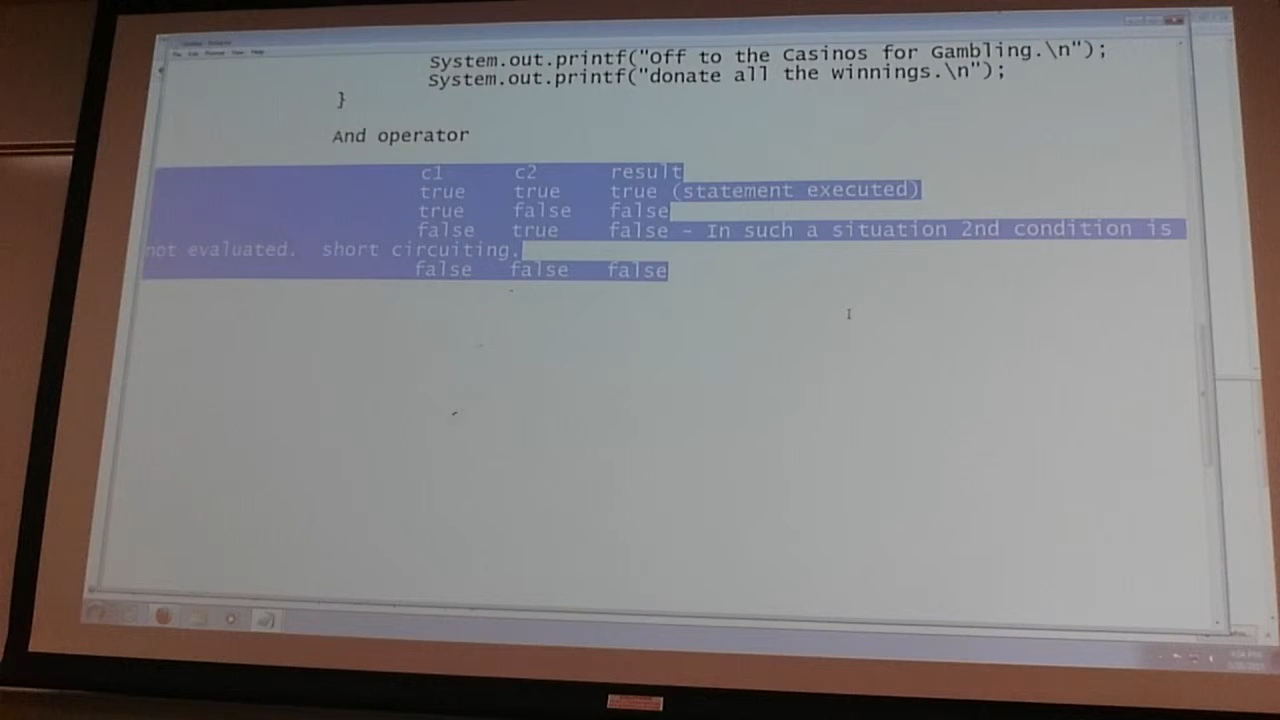 System.out.printf("Off to the Casinos for Gambling.\n");
System.out.printf("donate all the winnings.\n");
}
And operator
c1 c2 result
true true true (statement executed)
true false false
false true false - In such a situation 2nd condition is
not evaluated. short circuiting.
false false false